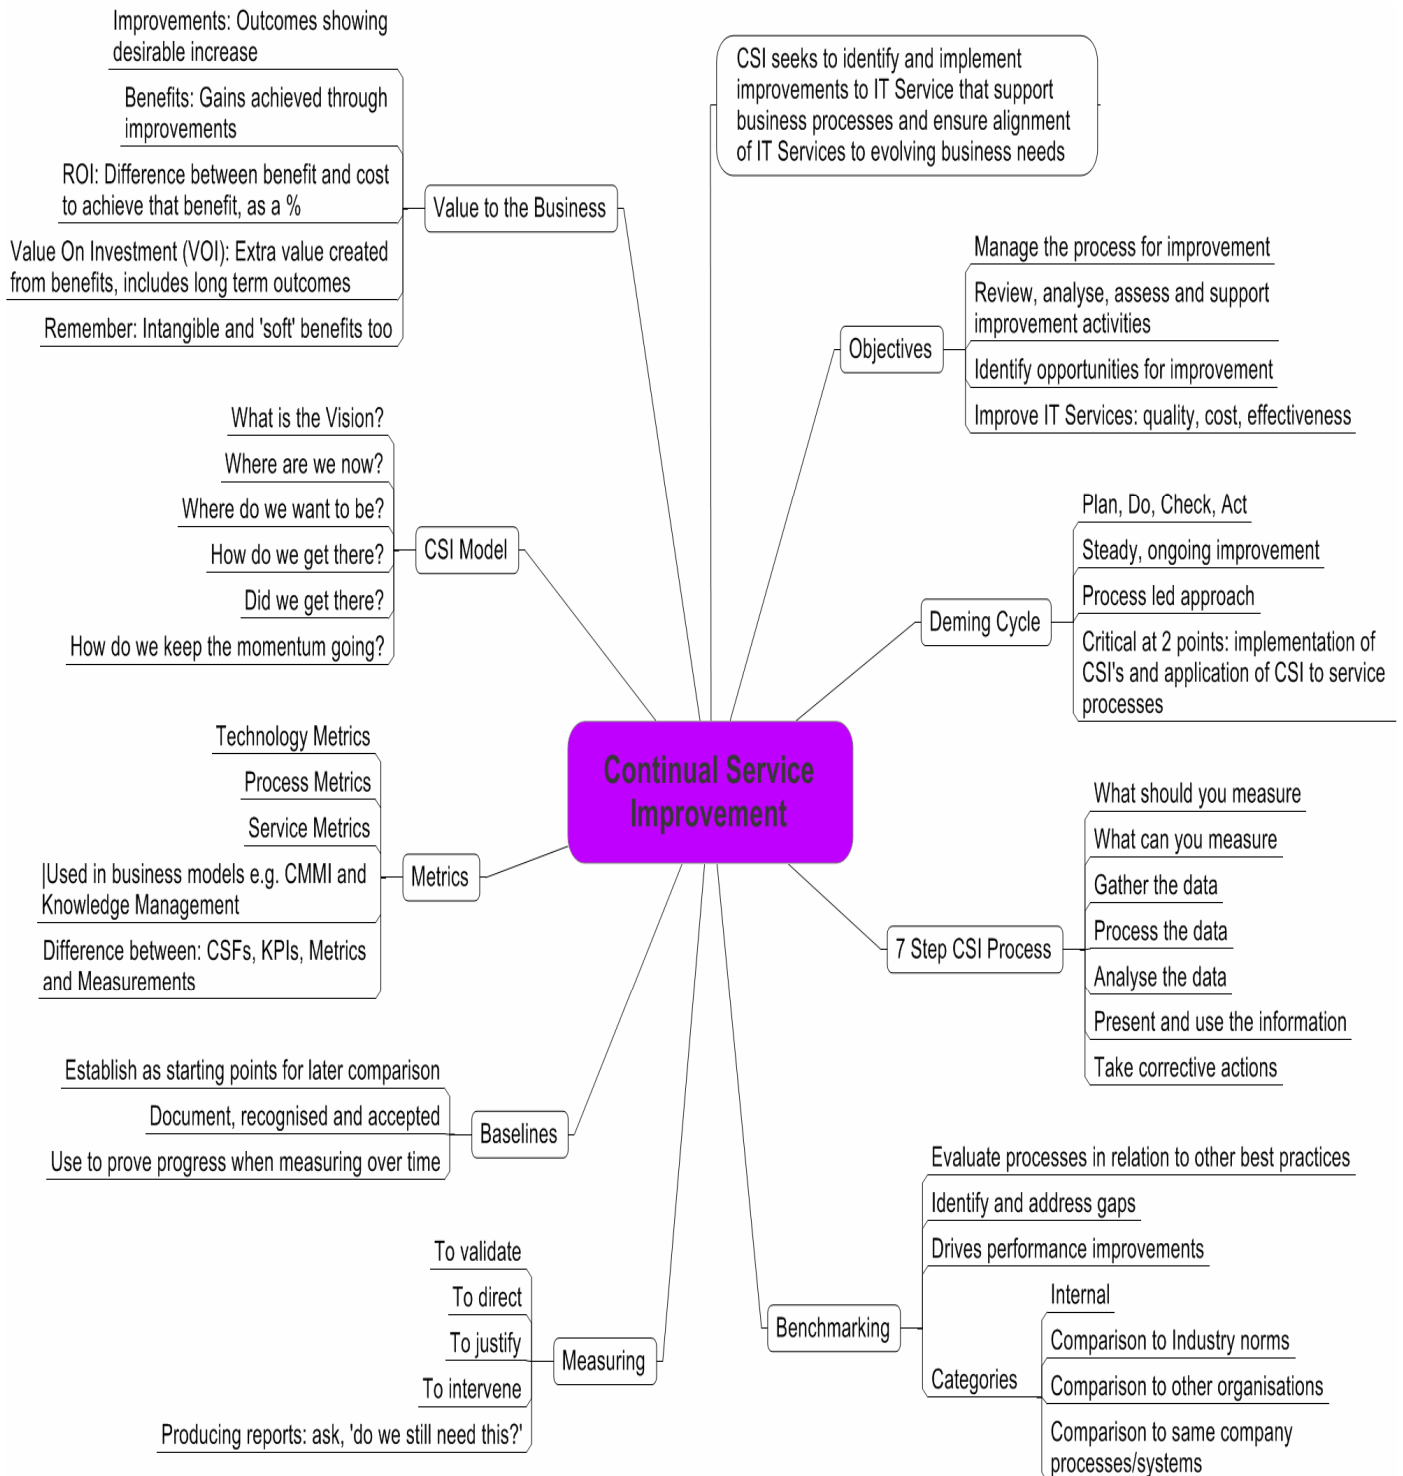 Continual Service
Improvement
CSI seeks to identify and implement
improvements to IT Service that support
business processes and ensure alignment
of IT Services to evolving business needs
Objectives
Manage the process for improvement
Review, analyse, assess and support
improvement activities
Identify opportunities for improvement
Improve IT Services: quality, cost, effectiveness
Deming Cycle
Plan, Do, Check, Act
Steady, ongoing improvement
Process led approach
Critical at 2 points: implementation of
CSI's and application of CSI to service
processes
7 Step CSI Process
What should you measure
What can you measure
Gather the data
Process the data
Analyse the data
Present and use the information
Take corrective actions
Benchmarking
Evaluate processes in relation to other best practices
Identify and address gaps
Drives performance improvements
Categories
Internal
Comparison to Industry norms
Comparison to other organisations
Comparison to same company
processes/systems
Value to the Business
Improvements: Outcomes showing
desirable increase
Benefits: Gains achieved through
improvements
ROI: Difference between benefit and cost
to achieve that benefit, as a %
Value On Investment (VOI): Extra value created
from benefits, includes long term outcomes
Remember: Intangible and 'soft' benefits too
CSI Model
What is the Vision?
Where are we now?
Where do we want to be?
How do we get there?
Did we get there?
How do we keep the momentum going?
Metrics
Technology Metrics
Process Metrics
Service Metrics
|Used in business models e.g. CMMI and
Knowledge Management
Difference between: CSFs, KPIs, Metrics
and Measurements
Baselines
Establish as starting points for later comparison
Document, recognised and accepted
Use to prove progress when measuring over time
Measuring
To validate
To direct
To justify
To intervene
Producing reports: ask, 'do we still need this?'